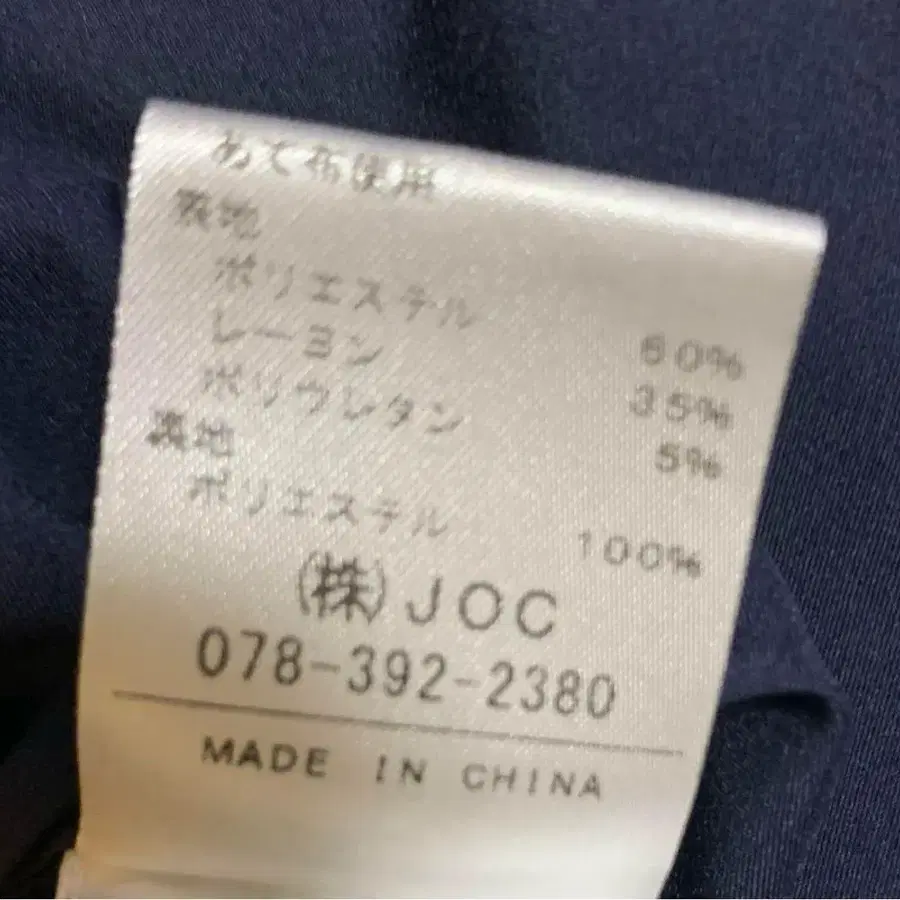 あて布使用
表地
ポリエステル 60%
レーヨン 35%
ポリウレタン 5%
裏地
ポリエステル 100%
(株)JOC
078-392-2380
MADE IN CHINA